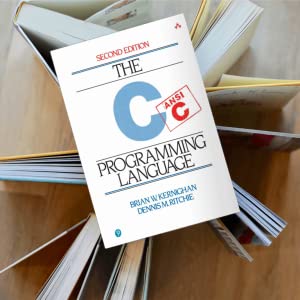 SECOND EDITION
THE
C
ANSI
C
PROGRAMMING
LANGUAGE
BRIAN W. KERNIGHAN
DENNIS M. RITCHIE